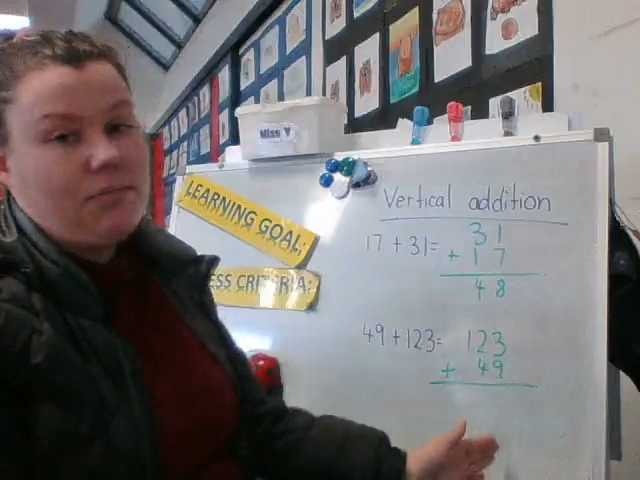 Miss V
LEARNING GOAL:
ESS CRITERIA:
Vertical addition
17 + 31 =
31
+ 17
48
49 + 123 =
123
+ 49